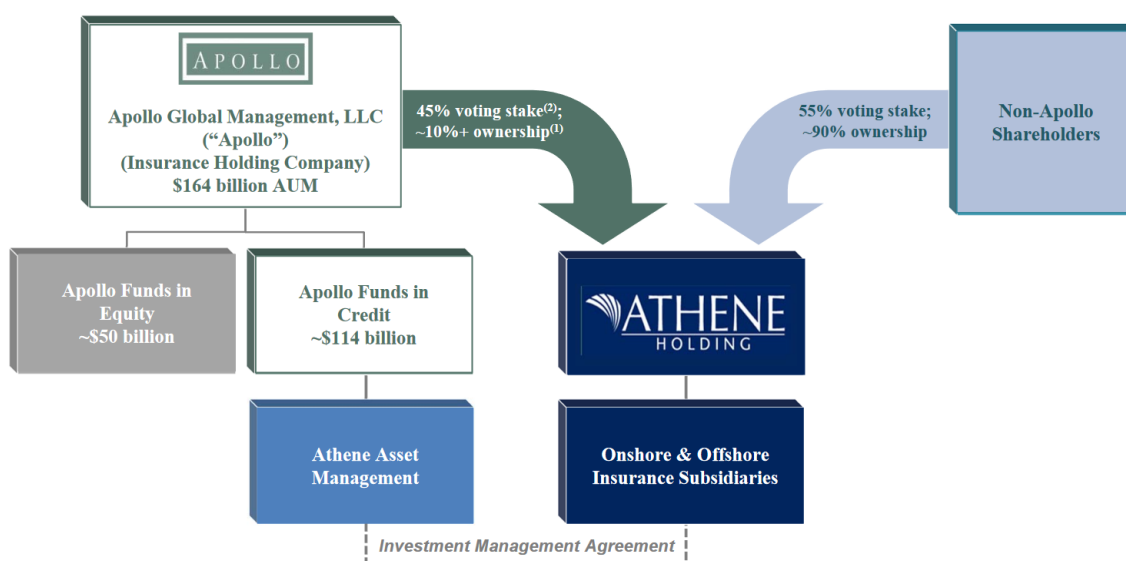 APOLLO
Apollo Global Management, LLC
(“Apollo”)
(Insurance Holding Company)
$164 billion AUM
45% voting stake(2);
~10%+ ownership(1)
55% voting stake;
~90% ownership
Non-Apollo
Shareholders
Apollo Funds in
Equity
~$50 billion
Apollo Funds in
Credit
~$114 billion
ATHENE
HOLDING
Athene Asset
Management
Onshore & Offshore
Insurance Subsidiaries
Investment Management Agreement